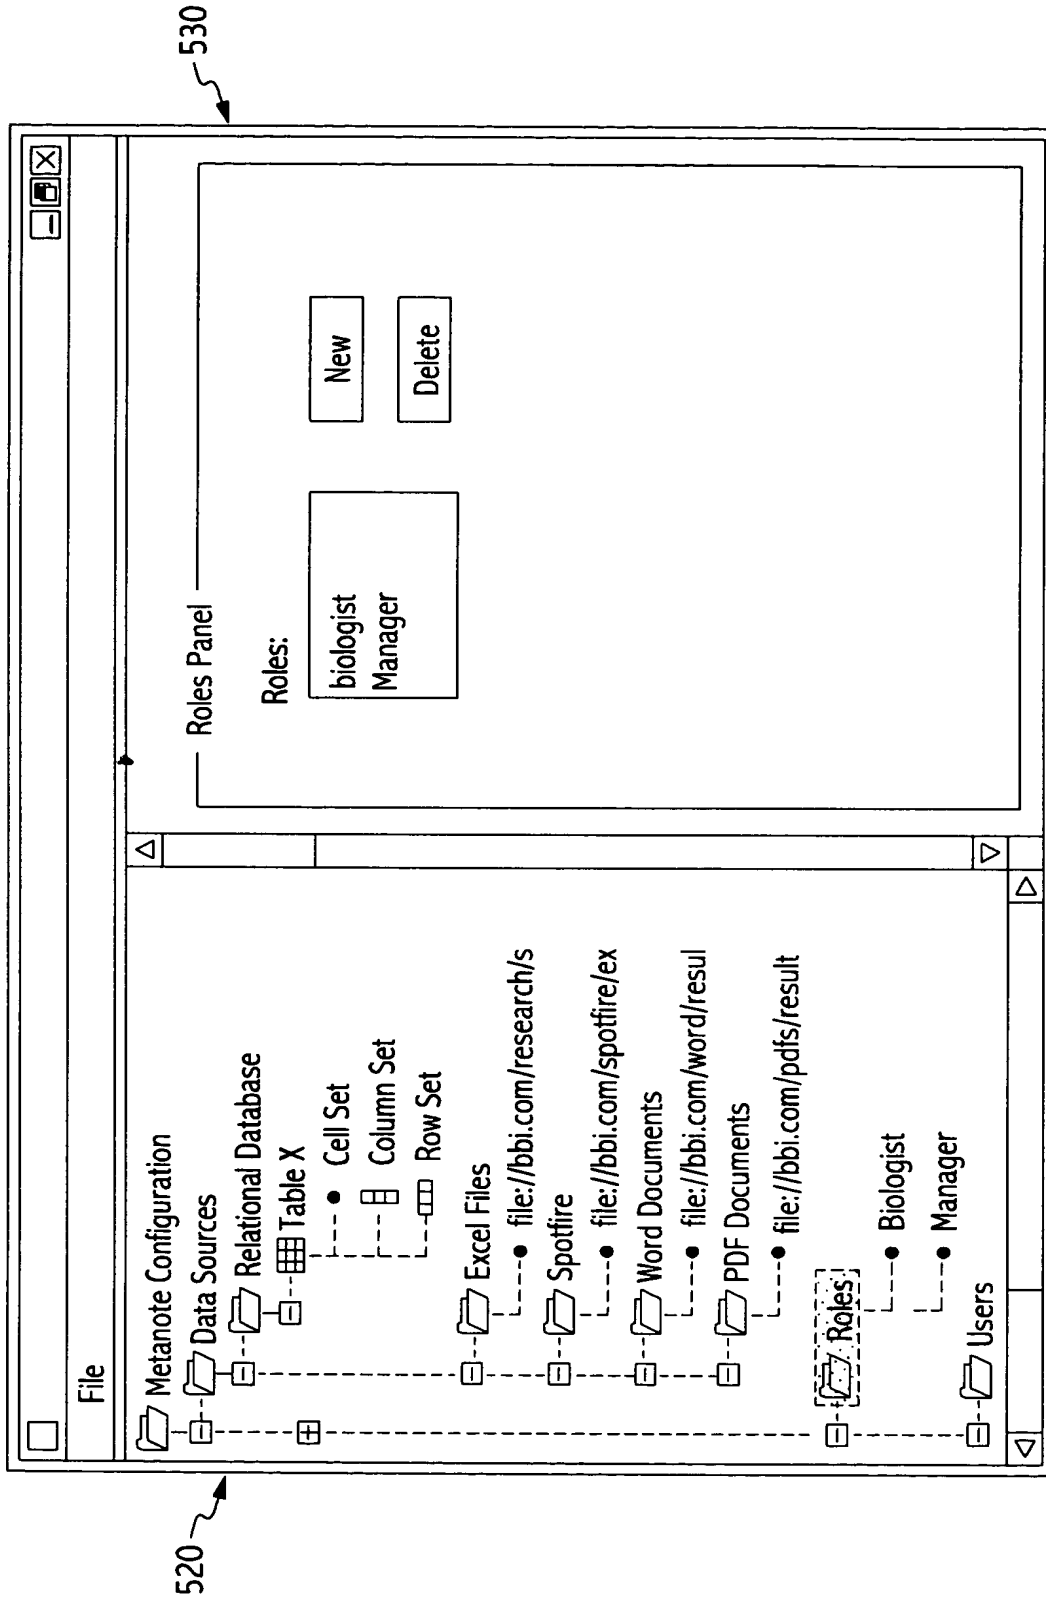 520
530
File
Metanote Configuration
Data Sources
Relational Database
Table X
Cell Set
Column Set
Row Set
Excel Files
file://bbi.com/research/s
Spotfire
file://bbi.com/spotfire/ex
Word Documents
file://bbi.com/word/resul
PDF Documents
file://bbi.com/pdfs/result
Roles
Biologist
Manager
Users
Roles Panel
Roles:
biologist
Manager
New
Delete